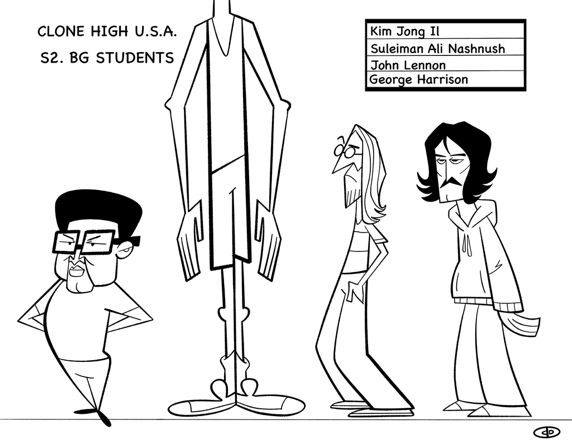 CLONE HIGH U.S.A.
S2. BG STUDENTS
Kim Jong Il
Suleiman Ali Nashnush
John Lennon
George Harrison